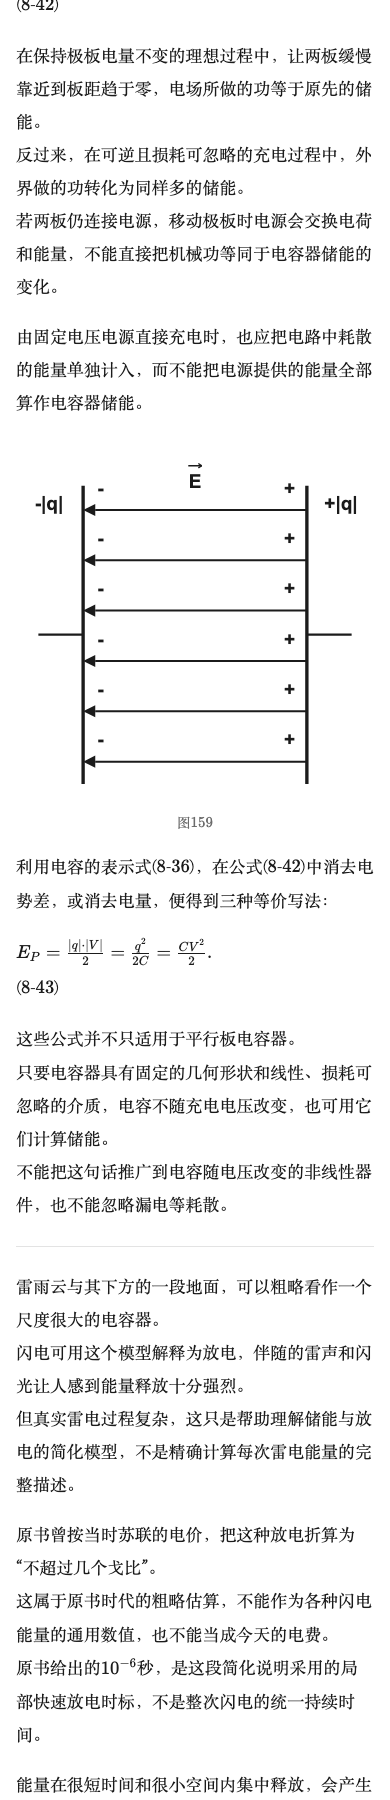 (8-42)
在保持极板电量不变的理想过程中，让两板缓慢
靠近到板距趋于零，电场所做的功等于原先的储
能。
反过来，在可逆且损耗可忽略的充电过程中，外
界做的功转化为同样多的储能。
若两板仍连接电源，移动极板时电源会交换电荷
和能量，不能直接把机械功等同于电容器储能的
变化。
由固定电压电源直接充电时，也应把电路中耗散
的能量单独计入，而不能把电源提供的能量全部
算作电容器储能。
-|q| - E⃗ + +|q|
- +
- +
- +
- +
- +
图159
利用电容的表示式(8-36)，在公式(8-42)中消去电
势差，或消去电量，便得到三种等价写法：
E_P = |q|·|V|/2 = q²/2C = CV²/2.
(8-43)
这些公式并不只适用于平行板电容器。
只要电容器具有固定的几何形状和线性、损耗可
忽略的介质，电容不随充电电压改变，也可用它
们计算储能。
不能把这句话推广到电容随电压改变的非线性器
件，也不能忽略漏电等耗散。
雷雨云与其下方的一段地面，可以粗略看作一个
尺度很大的电容器。
闪电可用这个模型解释为放电，伴随的雷声和闪
光让人感到能量释放十分强烈。
但真实雷电过程复杂，这只是帮助理解储能与放
电的简化模型，不是精确计算每次雷电能量的完
整描述。
原书曾按当时苏联的电价，把这种放电折算为
“不超过几个戈比”。
这属于原书时代的粗略估算，不能作为各种闪电
能量的通用数值，也不能当成今天的电费。
原书给出的10⁻⁶秒，是这段简化说明采用的局
部快速放电时标，不是整次闪电的统一持续时
间。
能量在很短时间和很小空间内集中释放，会产生